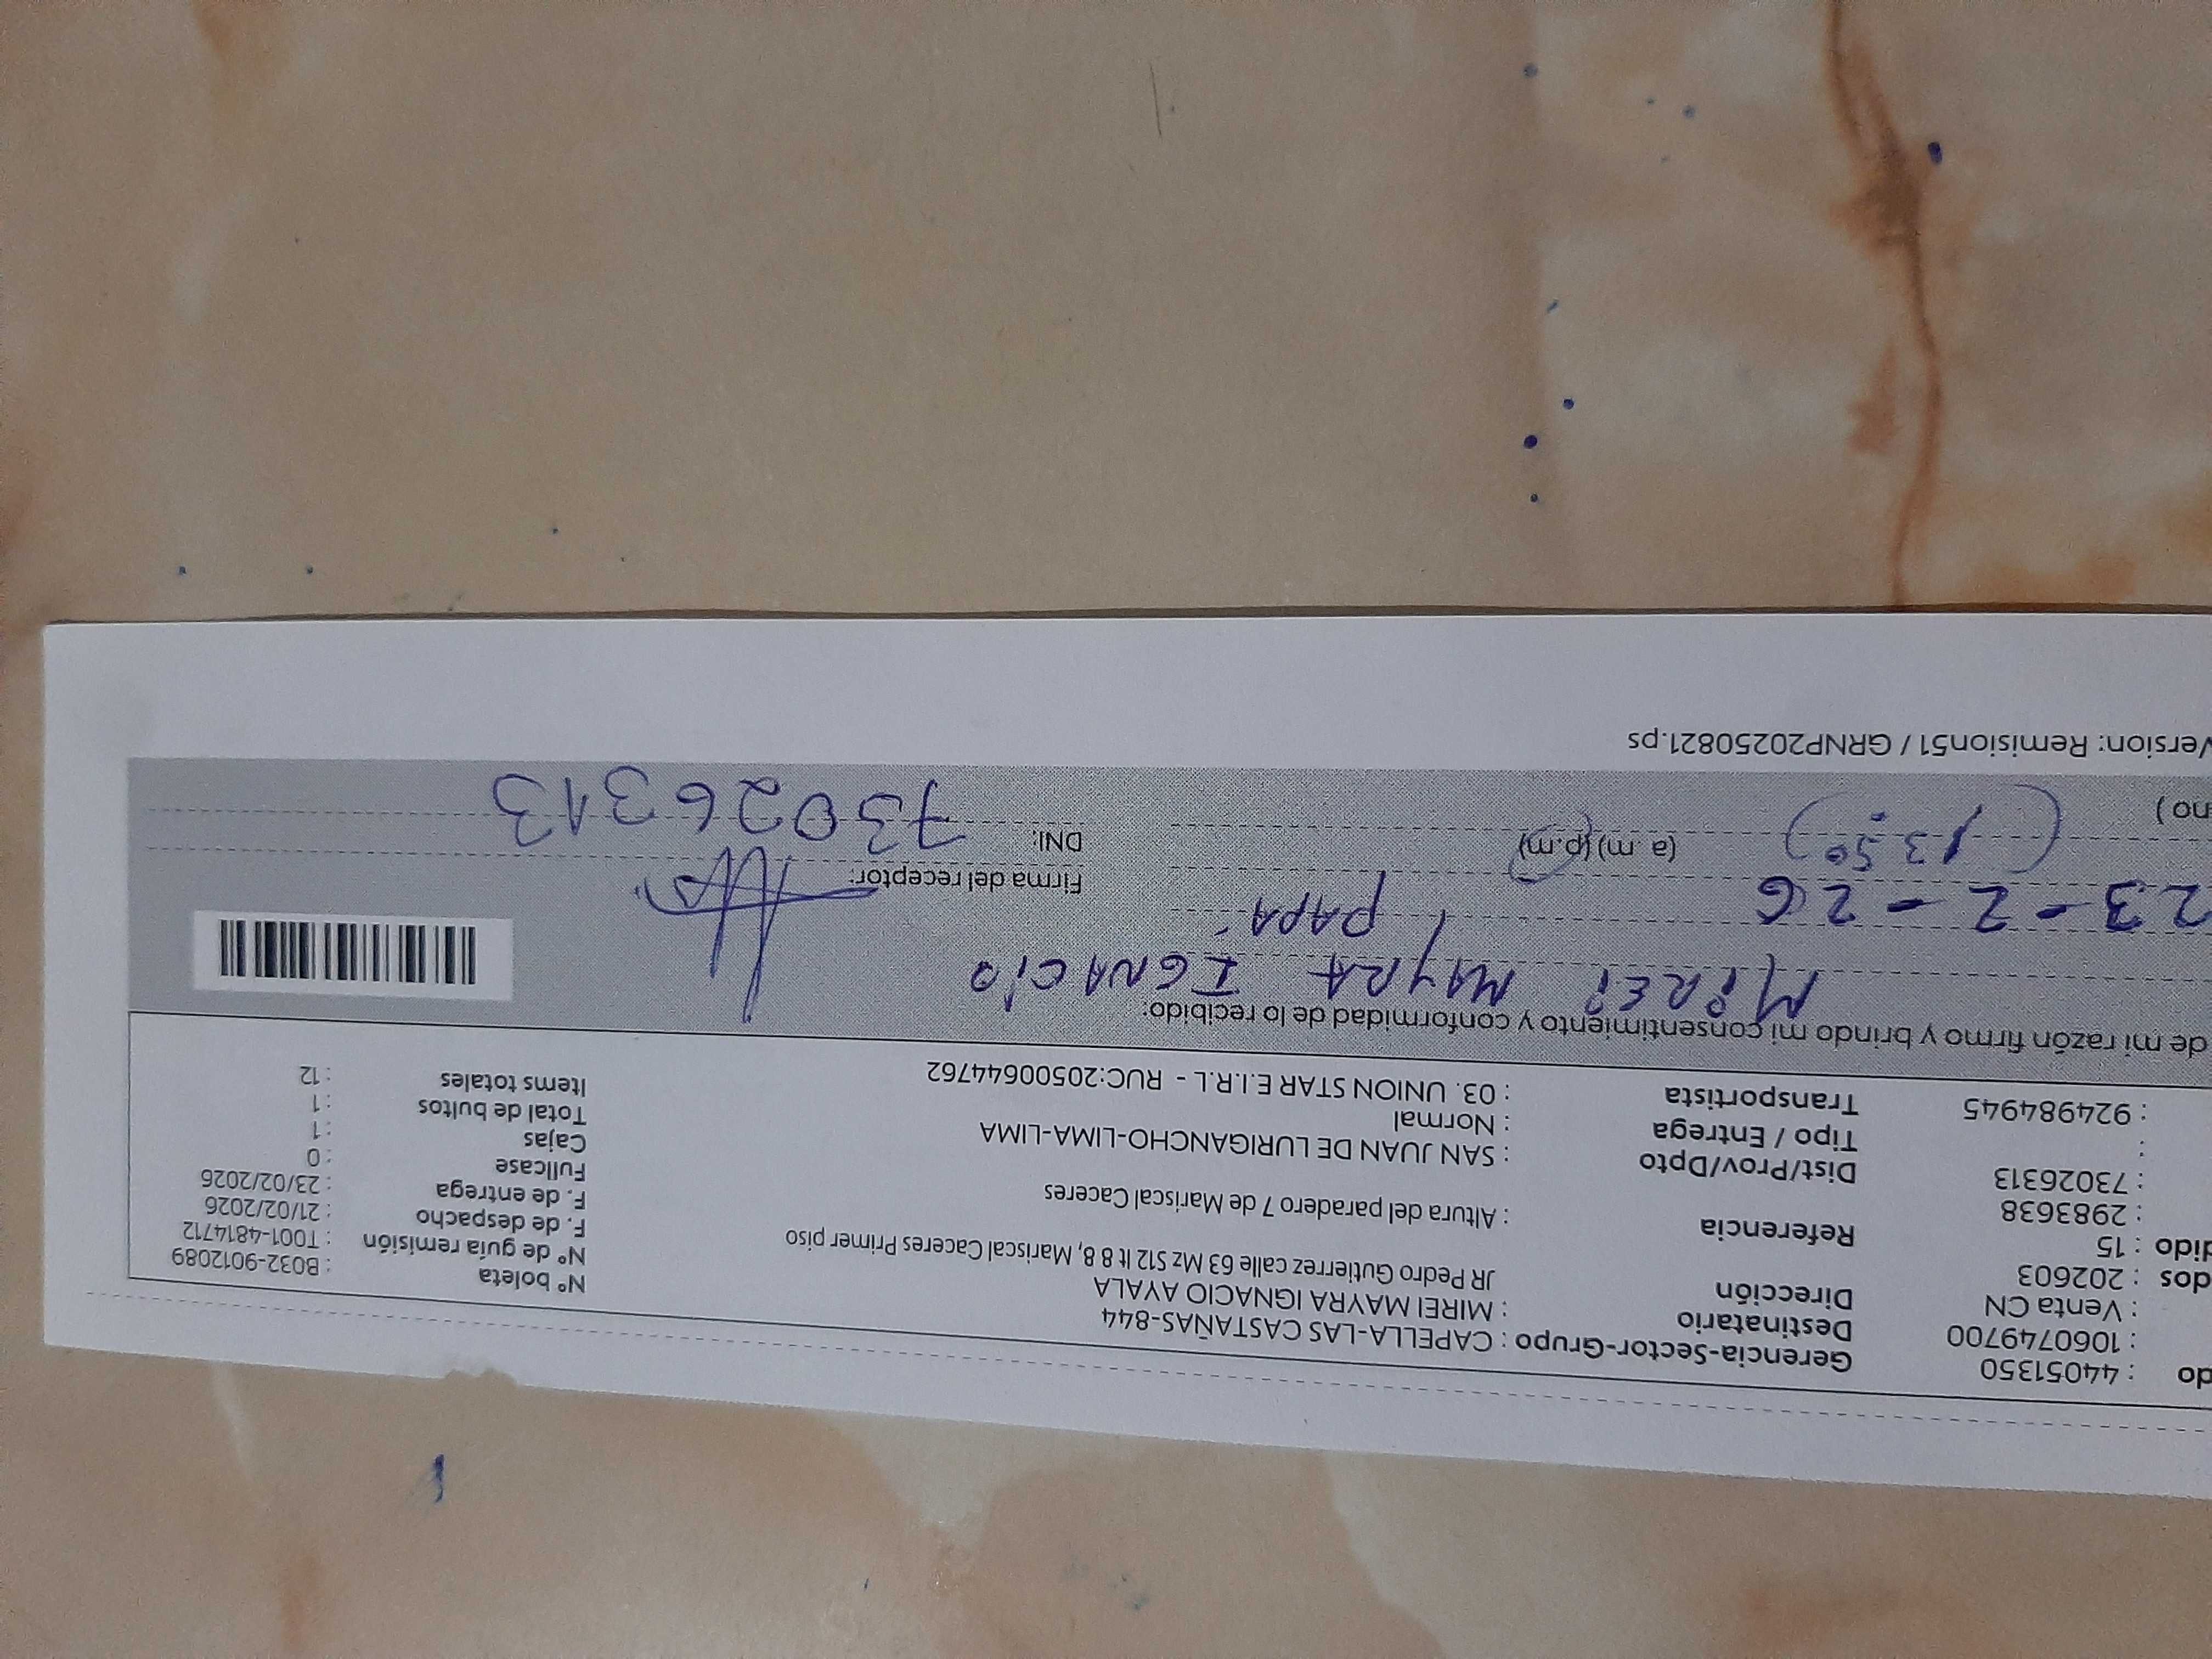 do : 44051350 Gerencia-Sector-Grupo : CAPELLA-LAS CASTAÑAS-844 Nº boleta : B032-9012089
: 1060749700 Destinatario : MIREI MAYRA IGNACIO AYALA Nº de guía remisión : T001-4814712
: Venta CN Dirección JR Pedro Gutierrez calle 63 Mz S12 lt 8 8, Mariscal Caceres Primer piso F. de despacho : 21/02/2026
dos : 202603 F. de entrega : 23/02/2026
dido : 15 Referencia : Altura del paradero 7 de Mariscal Caceres Fullcase : 0
: 2983638 Cajas : 1
: 73026313 Dist/Prov/Dpto : SAN JUAN DE LURIGANCHO-LIMA-LIMA Total de bultos : 1
: Tipo / Entrega : Normal Items totales : 12
: 924984945 Transportista : 03. UNION STAR E.I.R.L - RUC:20500644762
de mi razón firmo y brindo mi consentimiento y conformidad de lo recibido:
MIREI MAYRA IGNACIO
PAPA
23-2-26 Firma del receptor:
(13:50) (a.m) (p.m) DNI: 73026313
no)
Version: Remision51 / GRNP20250821.ps